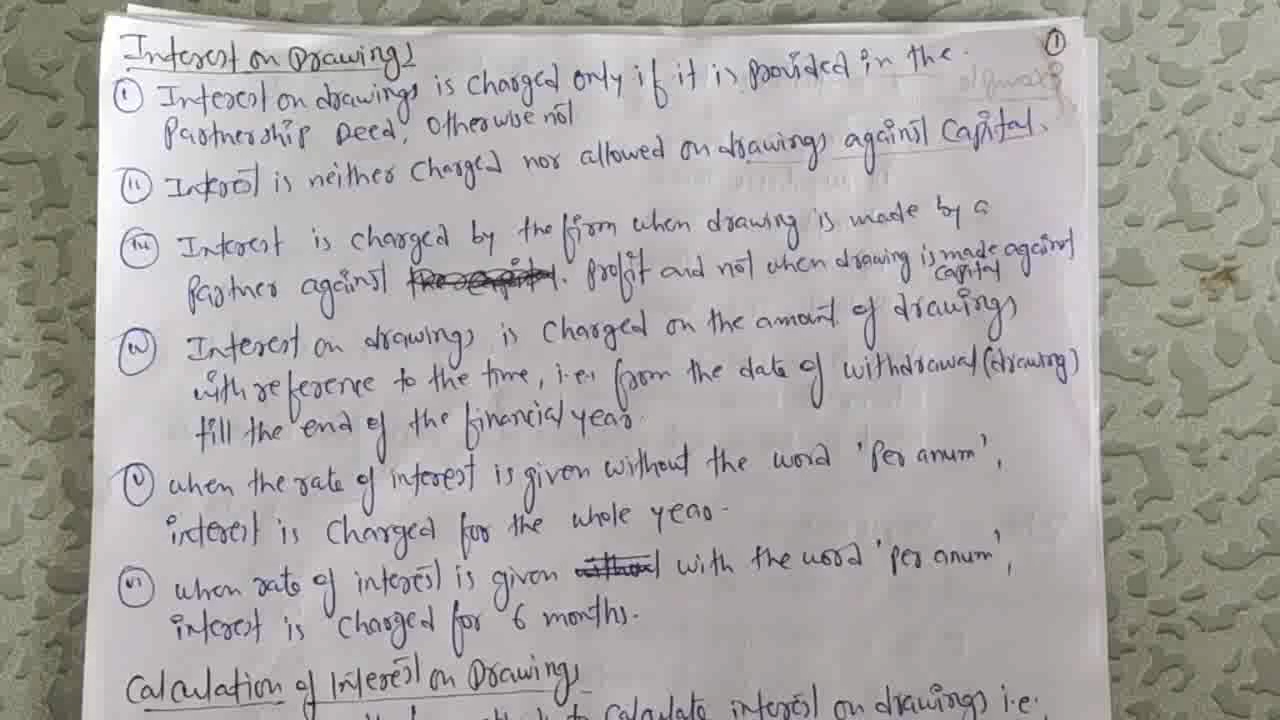 ①
Interest on Drawings
(i) Interest on drawings is charged only if it is provided in the
Partnership Deed, otherwise not
(ii) Interest is neither charged nor allowed on drawings against capital.
(iii) Interest is charged by the firm when drawing is made by a
Partner against profit and not when drawing is made against
capital
(iv) Interest on drawings is charged on the amount of drawings
with reference to the time, i.e. from the date of withdrawal (drawing)
till the end of the financial year.
(v) when the rate of interest is given without the word 'per anum',
interest is charged for the whole year.
(vi) when rate of interest is given with the word 'per anum',
interest is charged for 6 months.
Calculation of Interest on Drawings
to calculate interest on drawings i.e.